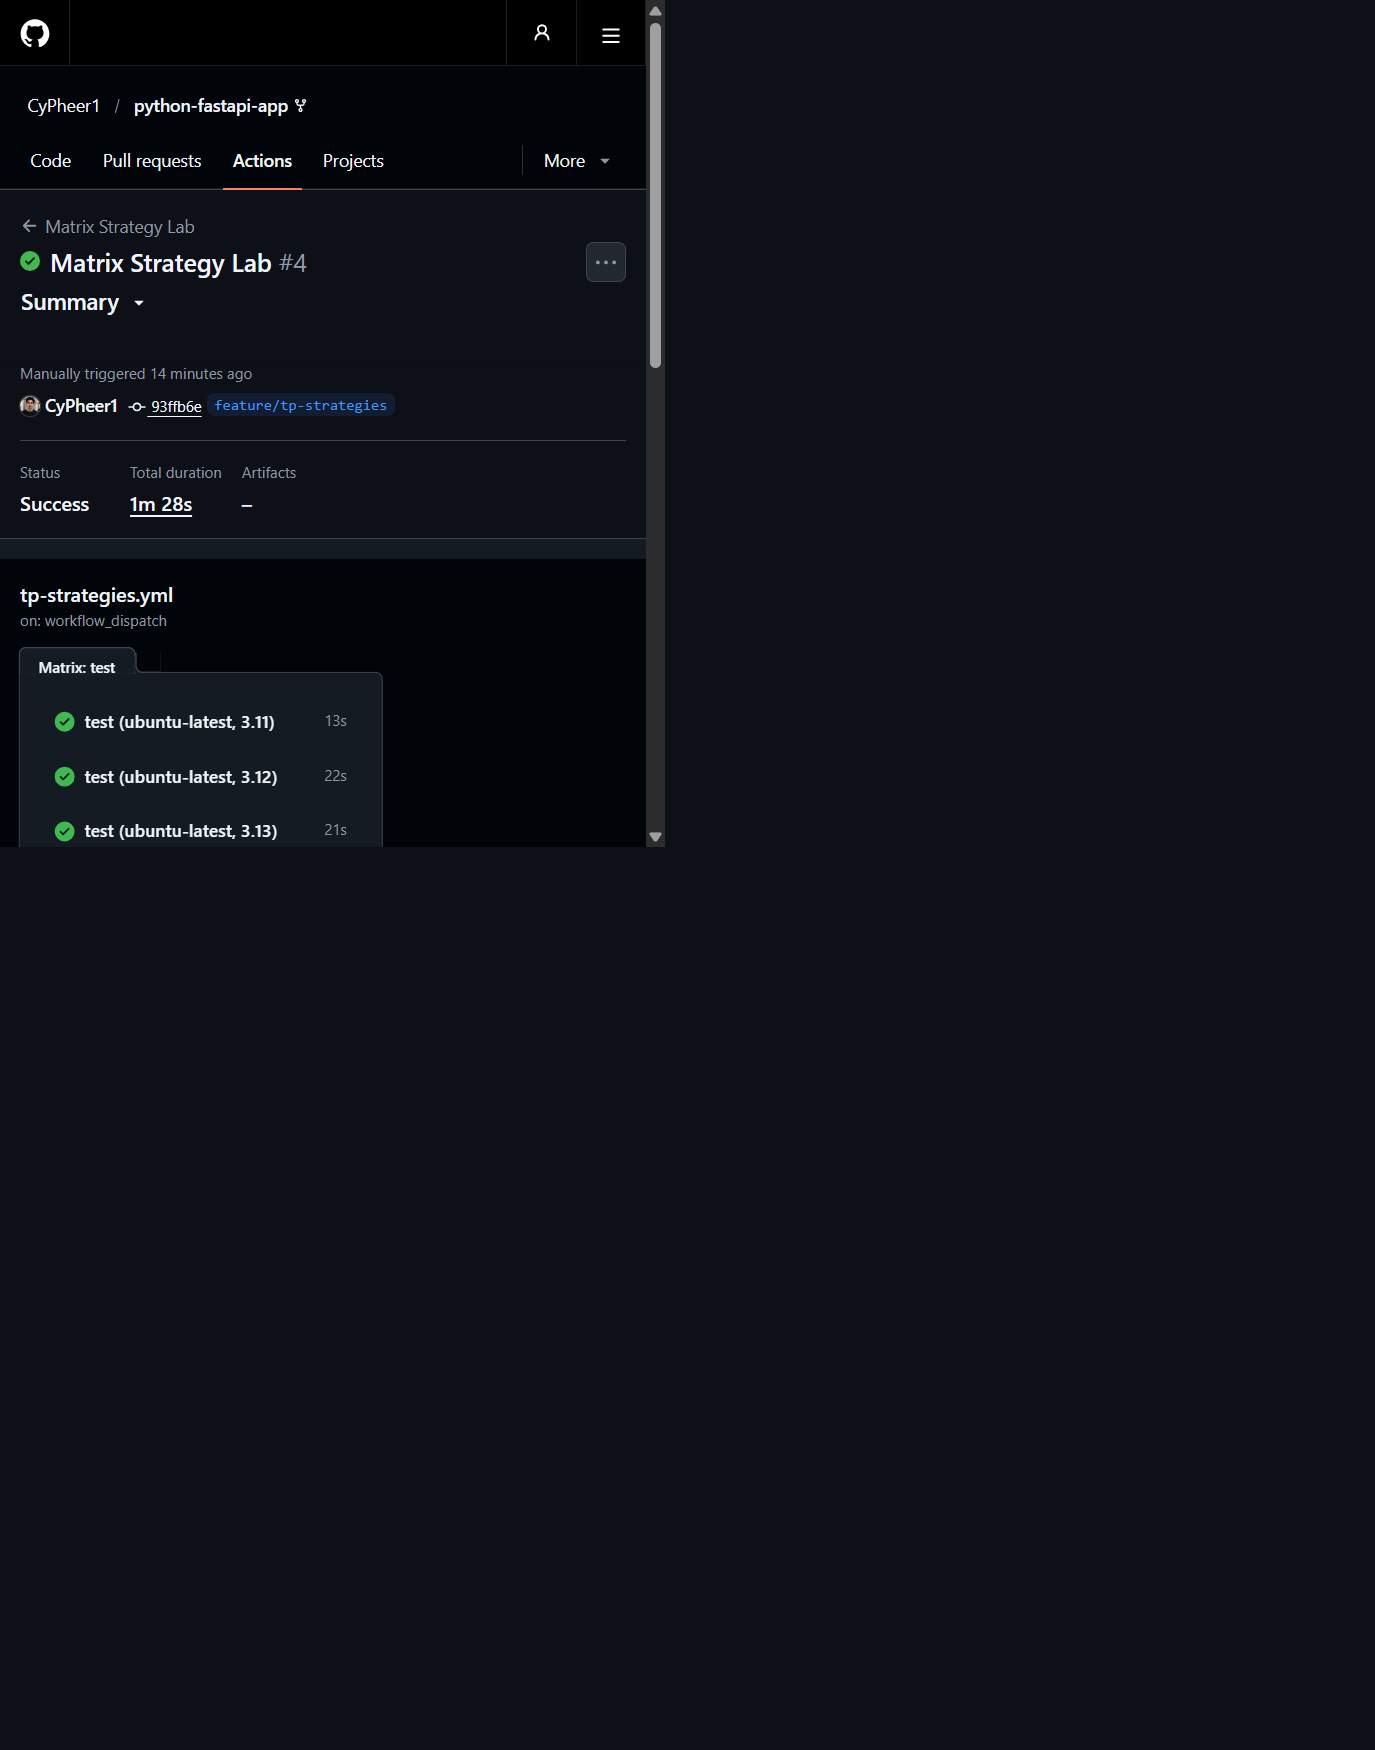 CyPheer1 / python-fastapi-app
Code Pull requests Actions Projects More
Matrix Strategy Lab
Matrix Strategy Lab #4
Summary
Manually triggered 14 minutes ago
CyPheer1 93ffb6e feature/tp-strategies
Status Total duration Artifacts
Success 1m 28s –
tp-strategies.yml
on: workflow_dispatch
Matrix: test
test (ubuntu-latest, 3.11) 13s
test (ubuntu-latest, 3.12) 22s
test (ubuntu-latest, 3.13) 21s